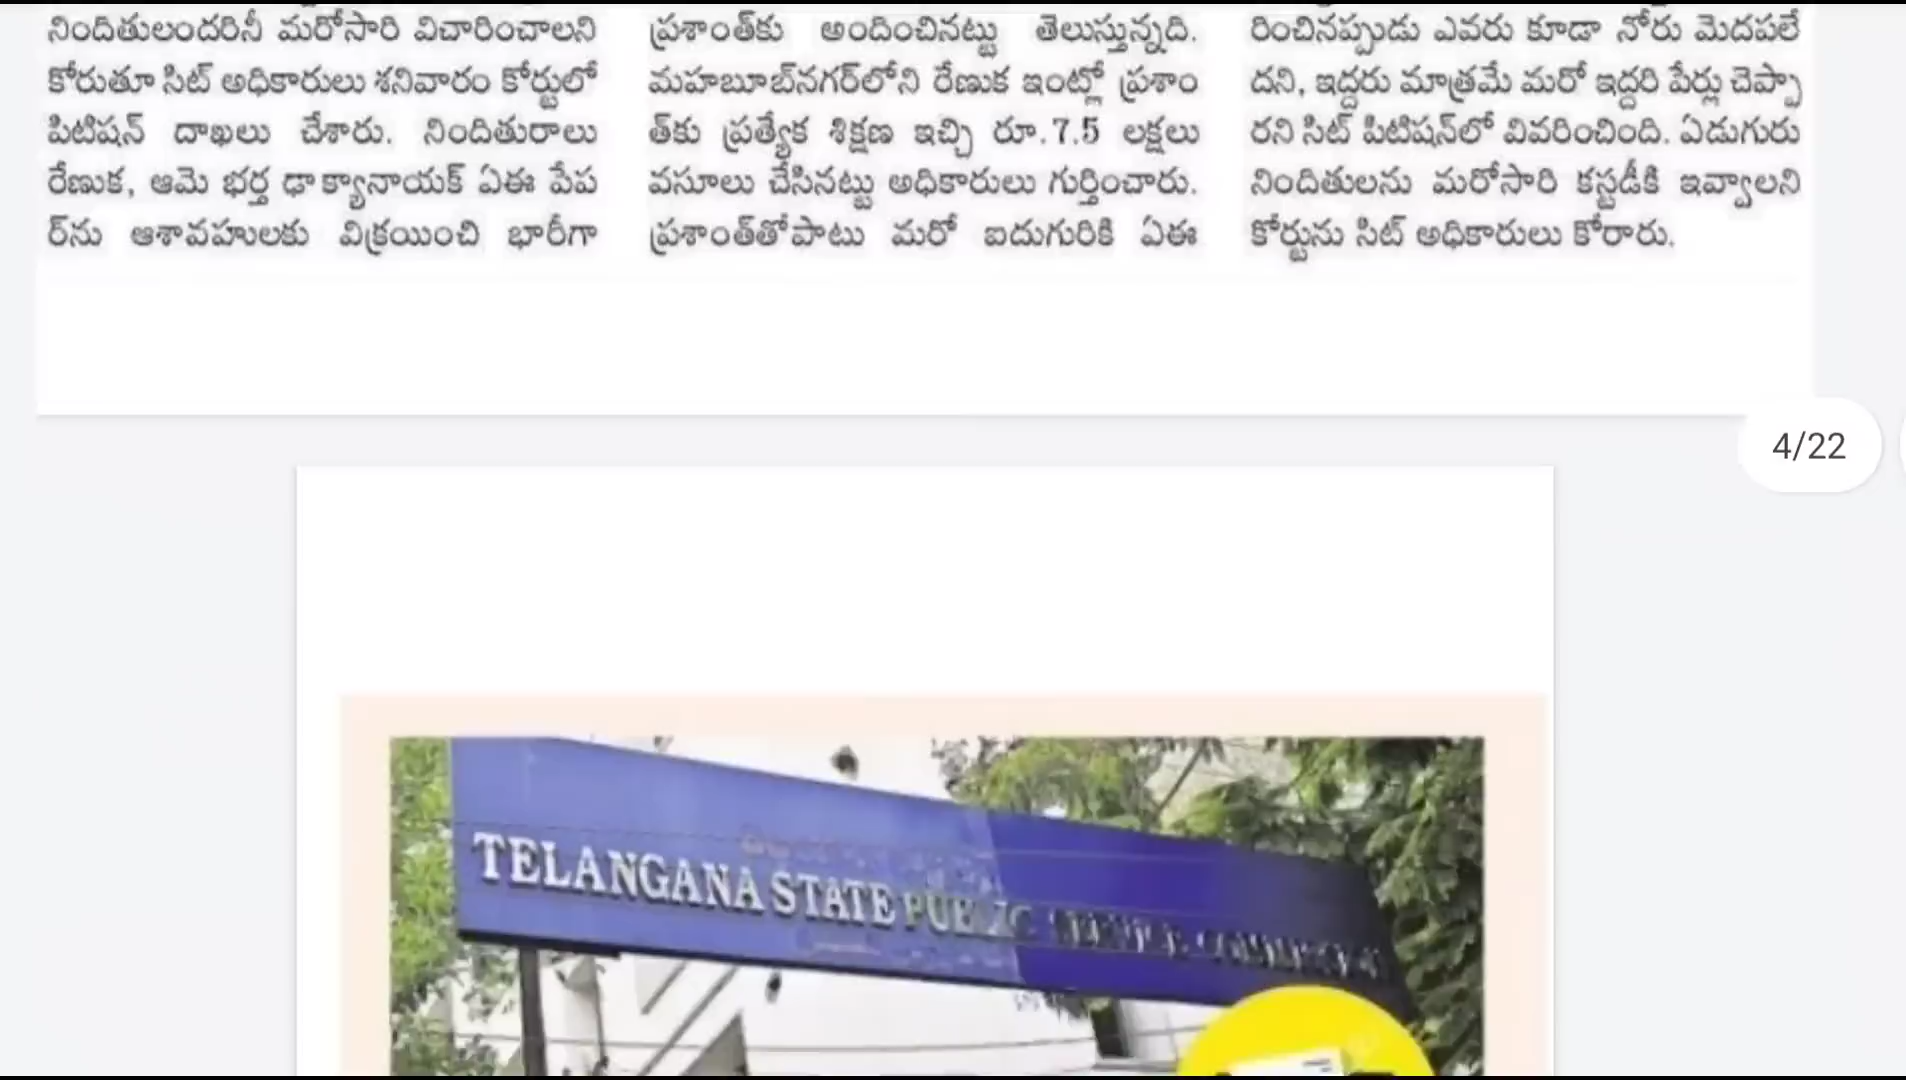 నిందితులందరినీ మరోసారి విచారించాలని
కోరుతూ సిట్ అధికారులు శనివారం కోర్టులో
పిటిషన్ దాఖలు చేశారు. నిందితురాలు
రేణుక, ఆమె భర్త ఢాక్యానాయక్ ఏఈ పేప
ర్‌ను ఆశావహులకు విక్రయించి భారీగా
ప్రశాంత్‌కు అందించినట్టు తెలుస్తున్నది.
మహబూబ్‌నగర్‌లోని రేణుక ఇంట్లో ప్రశాం
త్‌కు ప్రత్యేక శిక్షణ ఇచ్చి రూ.7.5 లక్షలు
వసూలు చేసినట్టు అధికారులు గుర్తించారు.
ప్రశాంత్‌తోపాటు మరో ఐదుగురికి ఏఈ
రించినప్పుడు ఎవరు కూడా నోరు మెదపలే
దని, ఇద్దరు మాత్రమే మరో ఇద్దరి పేర్లు చెప్పా
రని సిట్ పిటిషన్‌లో వివరించింది. ఏడుగురు
నిందితులను మరోసారి కస్టడీకి ఇవ్వాలని
కోర్టును సిట్ అధికారులు కోరారు.
4/22
TELANGANA STATE PUBLIC